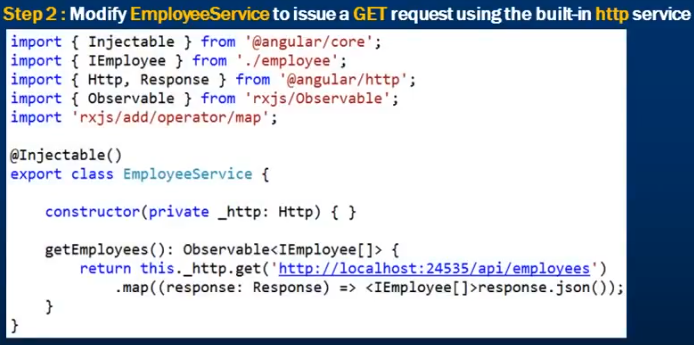 Step 2 : Modify EmployeeService to issue a GET request using the built-in http service
import { Injectable } from '@angular/core';
import { IEmployee } from './employee';
import { Http, Response } from '@angular/http';
import { Observable } from 'rxjs/Observable';
import 'rxjs/add/operator/map';
@Injectable()
export class EmployeeService {
constructor(private _http: Http) { }
getEmployees(): Observable<IEmployee[]> {
return this._http.get('http://localhost:24535/api/employees')
.map((response: Response) => <IEmployee[]>response.json());
}
}